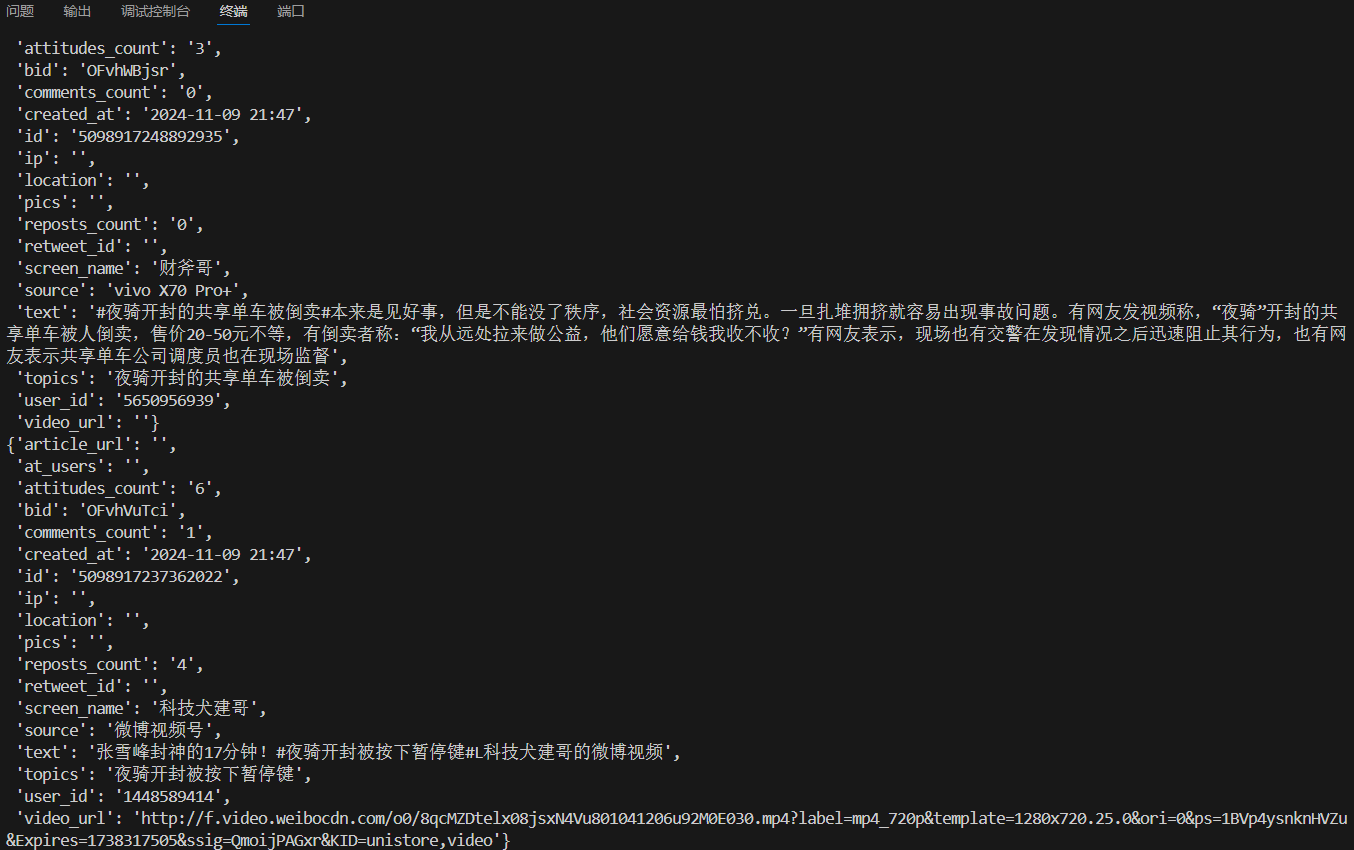 问题 输出 调试控制台 终端 端口
'attitudes_count': '3',
'bid': 'OFvhWBjsr',
'comments_count': '0',
'created_at': '2024-11-09 21:47',
'id': '5098917248892935',
'ip': '',
'location': '',
'pics': '',
'reposts_count': '0',
'retweet_id': '',
'screen_name': '财斧哥',
'source': 'vivo X70 Pro+',
'text': '#夜骑开封的共享单车被倒卖#本来是见好事，但是不能没了秩序，社会资源最怕挤兑。一旦扎堆拥挤就容易出现事故问题。有网友发视频称，“夜骑”开封的共
享单车被人倒卖，售价20-50元不等，有倒卖者称：“我从远处拉来做公益，他们愿意给钱我收不收？”有网友表示，现场也有交警在发现情况之后迅速阻止其行为，也有网
友表示共享单车公司调度员也在现场监督',
'topics': '夜骑开封的共享单车被倒卖',
'user_id': '5650956939',
'video_url': ''}
{'article_url': '',
'at_users': '',
'attitudes_count': '6',
'bid': 'OFvhVuTci',
'comments_count': '1',
'created_at': '2024-11-09 21:47',
'id': '5098917237362022',
'ip': '',
'location': '',
'pics': '',
'reposts_count': '4',
'retweet_id': '',
'screen_name': '科技犬建哥',
'source': '微博视频号',
'text': '张雪峰封神的17分钟！#夜骑开封被按下暂停键#L科技犬建哥的微博视频',
'topics': '夜骑开封被按下暂停键',
'user_id': '1448589414',
'video_url': 'http://f.video.weibocdn.com/o0/8qcMZDtelx08jsxN4Vu801041206u92M0E030.mp4?label=mp4_720p&template=1280x720.25.0&ori=0&ps=1BVp4ysnknHVZu
&Expires=1738317505&ssig=QmoijPAGxr&KID=unistore,video'}